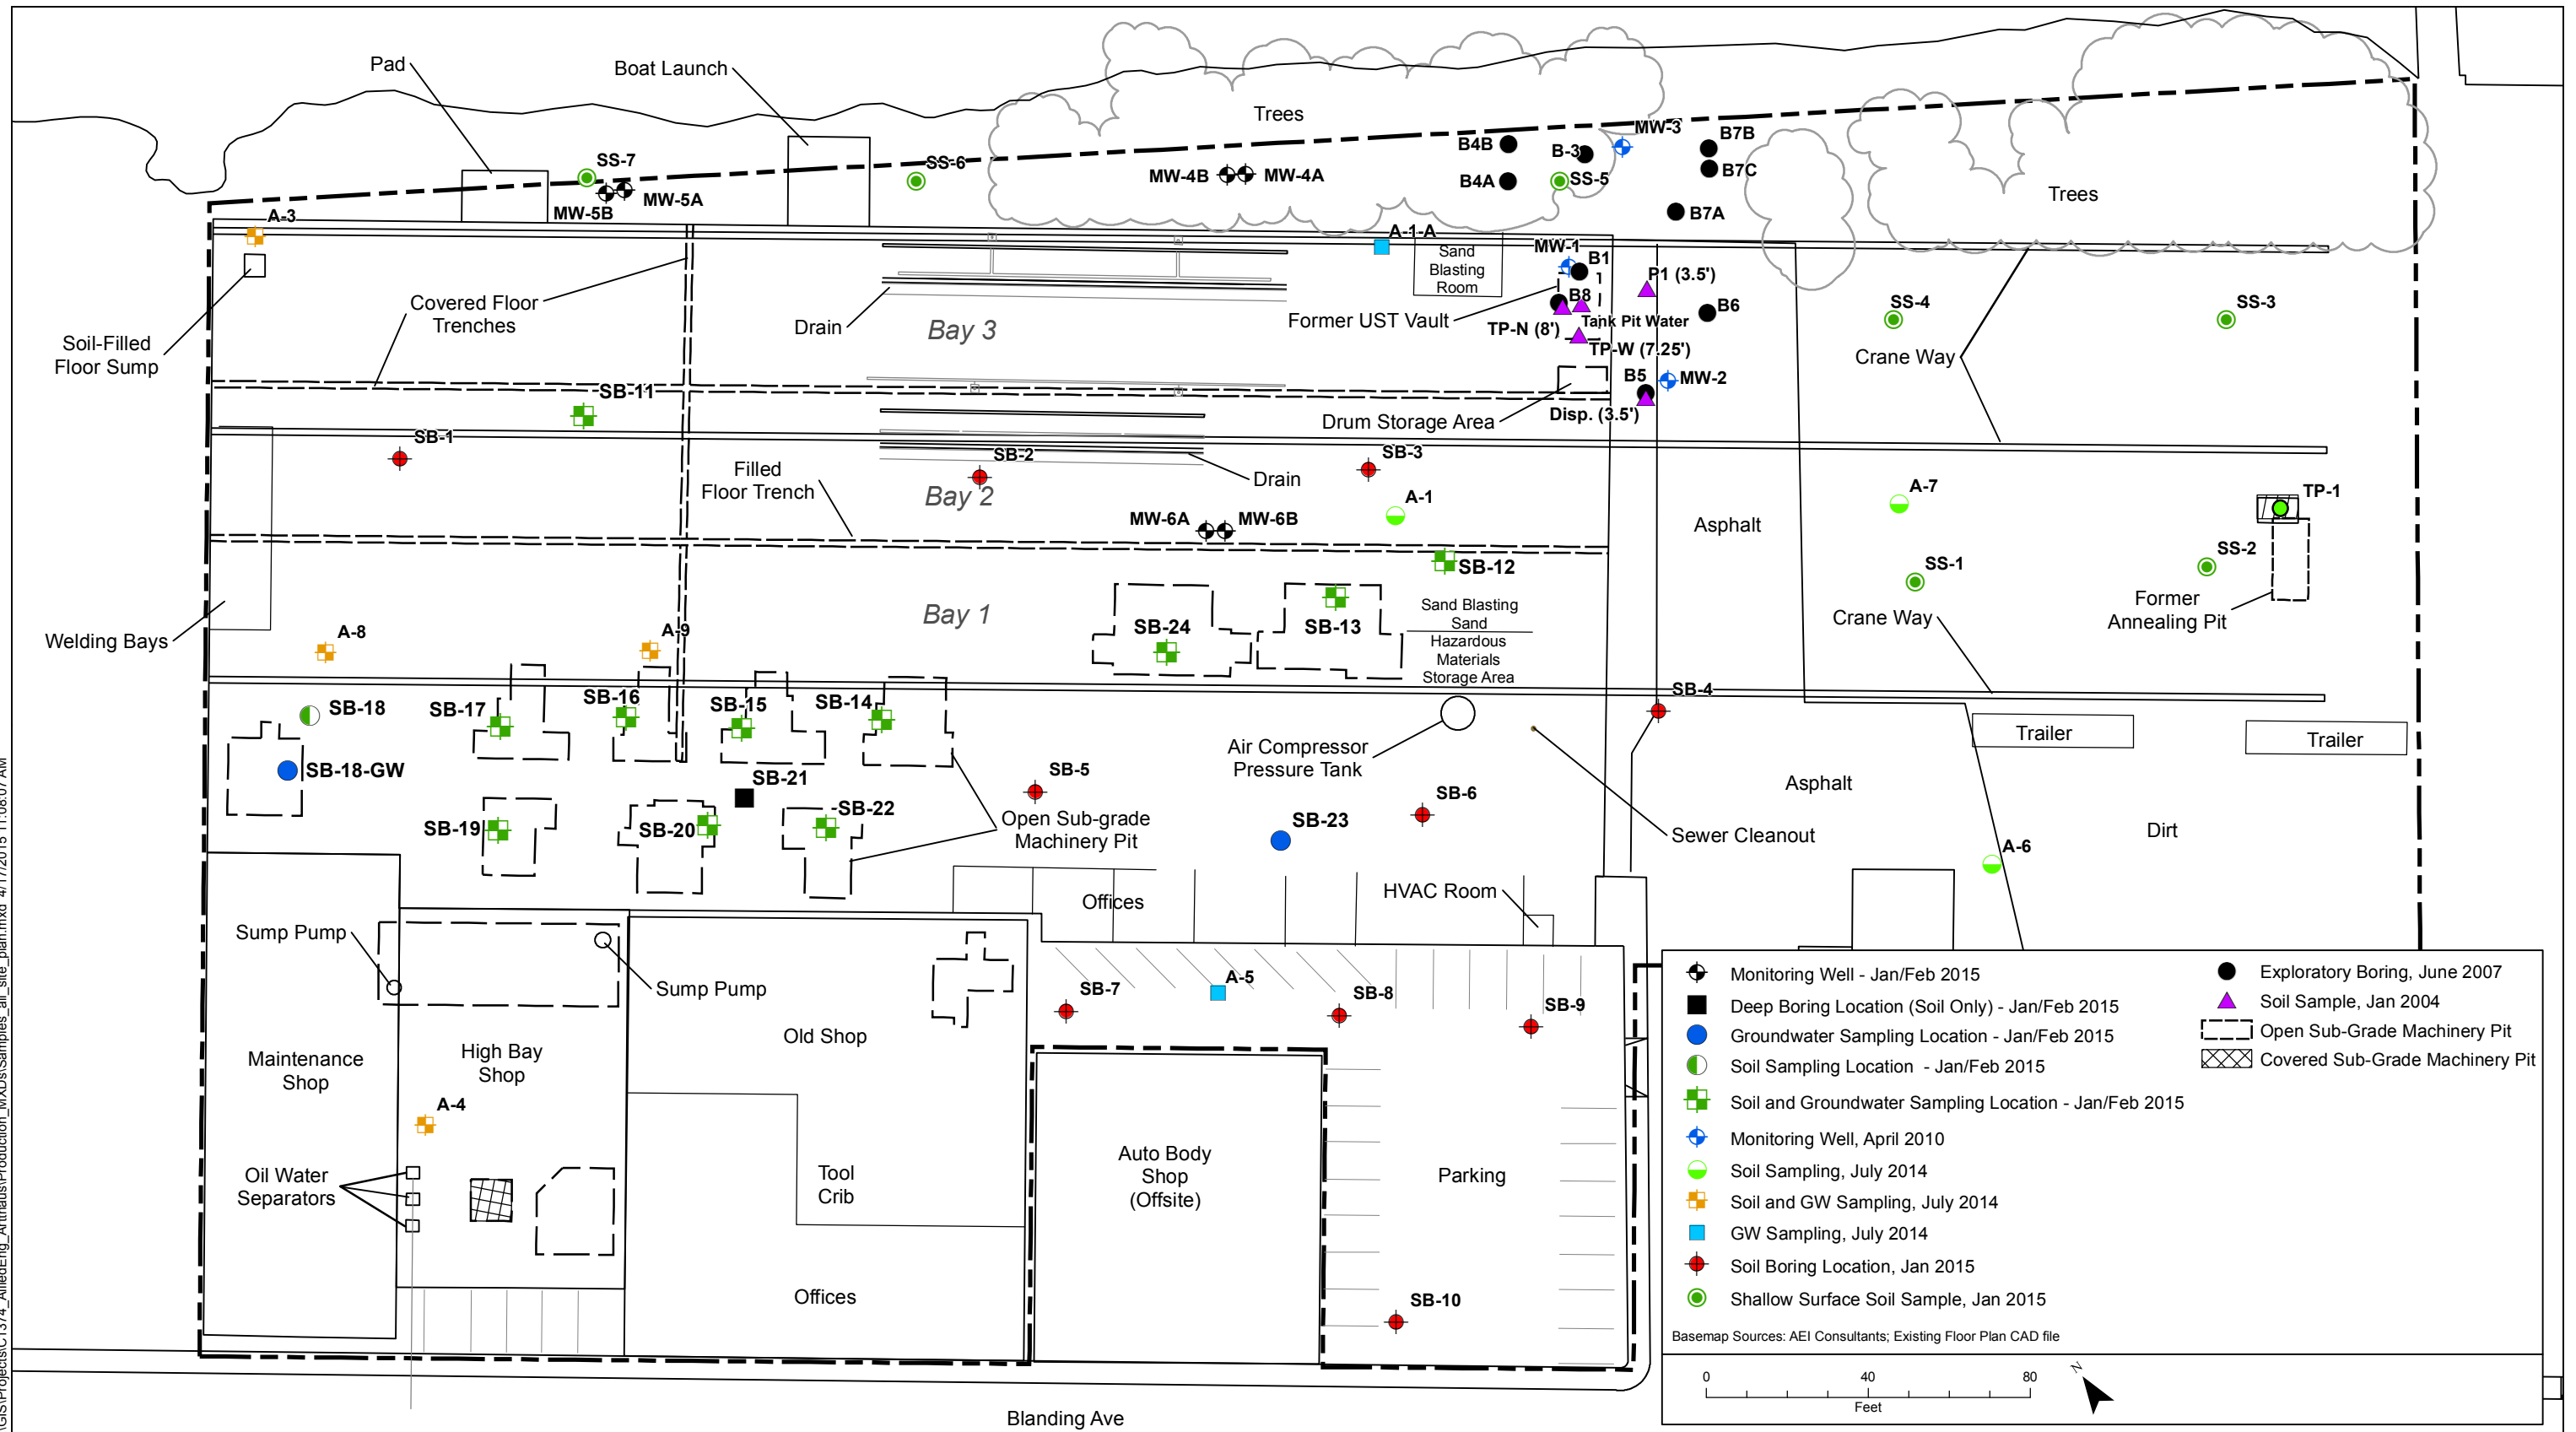 Pad
Boat Launch
Trees
MW-3
B7B
B4B
B-3
SS-7
SS-6
B7C
MW-4B
MW-4A
B4A
SS-5
Trees
MW-5A
MW-5B
B7A
A-3
A-1-A
Sand
Blasting
Room
MW-1
B1
P1 (3.5')
Covered Floor
Trenches
B8
B6
SS-4
SS-3
Drain
Bay 3
Former UST Vault
Tank Pit Water
TP-N (8')
Soil-Filled
Floor Sump
TP-W (7.25')
Crane Way
SB-11
B5
MW-2
Drum Storage Area
Disp. (3.5')
SB-1
SB-2
SB-3
Filled
Floor Trench
Drain
Bay 2
A-1
A-7
TP-1
MW-6A
MW-6B
Asphalt
SS-2
SB-12
SS-1
Former
Annealing Pit
Sand Blasting
Sand
Hazardous
Materials
Storage Area
Bay 1
Crane Way
SB-24
SB-13
Welding Bays
A-8
A-9
SB-4
SB-18
SB-17
SB-16
SB-15
SB-14
Trailer
Trailer
Air Compressor
Pressure Tank
SB-18-GW
SB-21
SB-5
Asphalt
SB-6
SB-22
Open Sub-grade
Machinery Pit
SB-19
SB-20
SB-23
Sewer Cleanout
Dirt
A-6
Offices
HVAC Room
Sump Pump
Sump Pump
SB-7
A-5
SB-8
SB-9
Old Shop
Maintenance
Shop
High Bay
Shop
A-4
Auto Body
Shop
(Offsite)
Parking
Oil Water
Separators
Tool
Crib
Offices
SB-10
Blanding Ave
Monitoring Well - Jan/Feb 2015
Deep Boring Location (Soil Only) - Jan/Feb 2015
Groundwater Sampling Location - Jan/Feb 2015
Soil Sampling Location - Jan/Feb 2015
Soil and Groundwater Sampling Location - Jan/Feb 2015
Monitoring Well, April 2010
Soil Sampling, July 2014
Soil and GW Sampling, July 2014
GW Sampling, July 2014
Soil Boring Location, Jan 2015
Shallow Surface Soil Sample, Jan 2015
Exploratory Boring, June 2007
Soil Sample, Jan 2004
Open Sub-Grade Machinery Pit
Covered Sub-Grade Machinery Pit
Basemap Sources: AEI Consultants; Existing Floor Plan CAD file
0 40 80
Feet
N